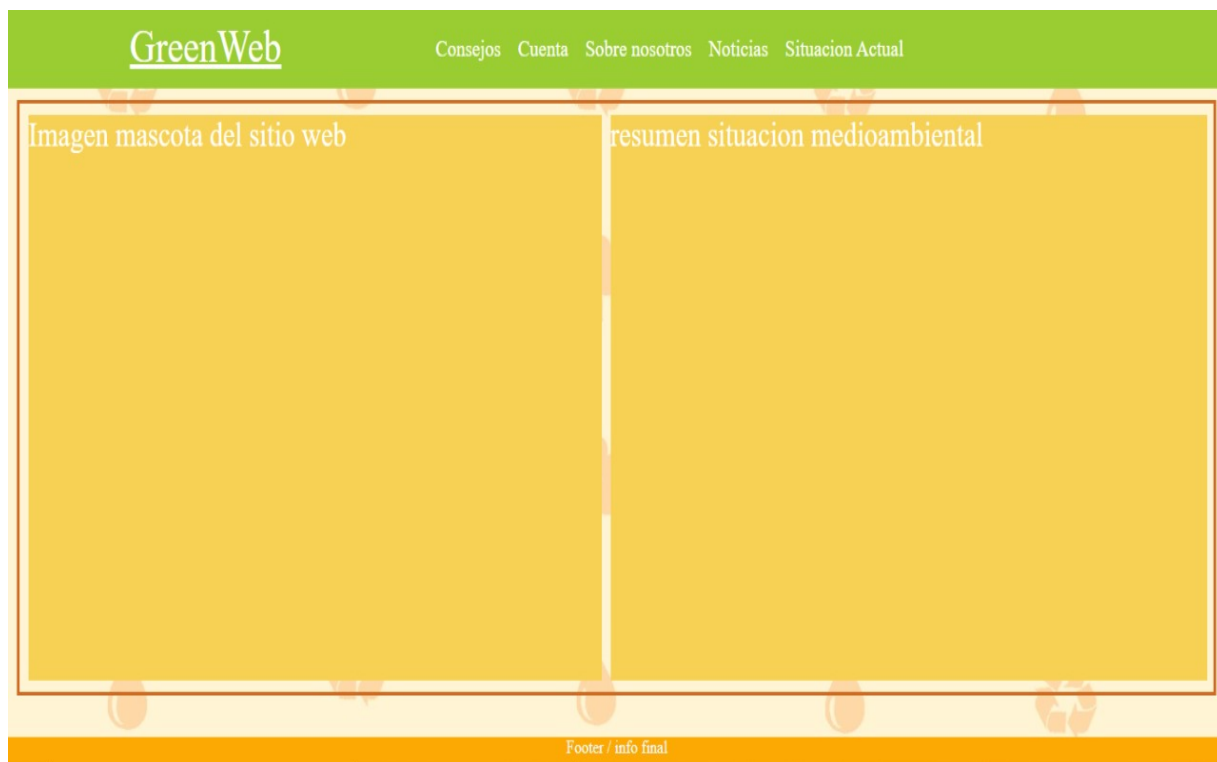 GreenWeb
Consejos Cuenta Sobre nosotros Noticias Situacion Actual
Imagen mascota del sitio web
resumen situacion medioambiental
Footer / info final